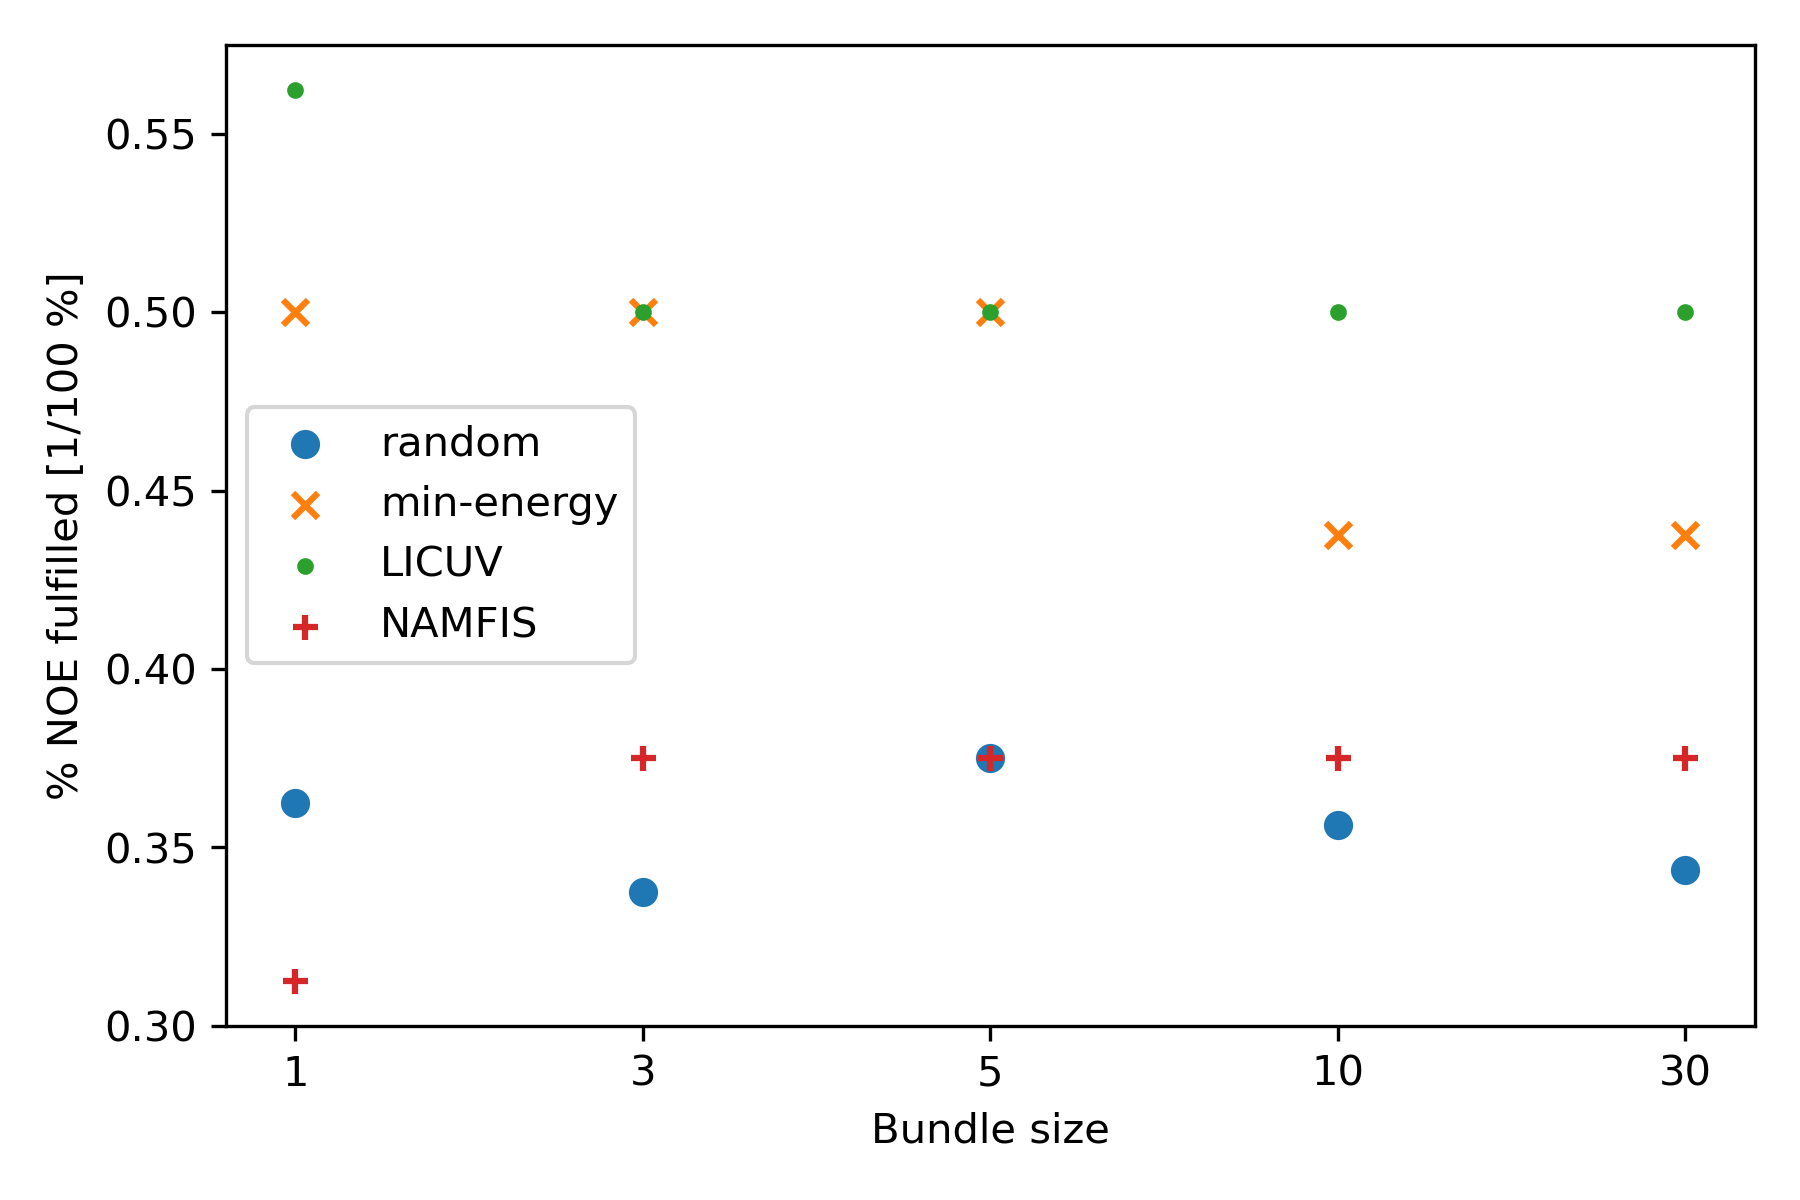 % NOE fulfilled [1/100 %]
0.55
0.50
0.45
0.40
0.35
0.30
random
min-energy
LICUV
NAMFIS
1 3 5 10 30
Bundle size